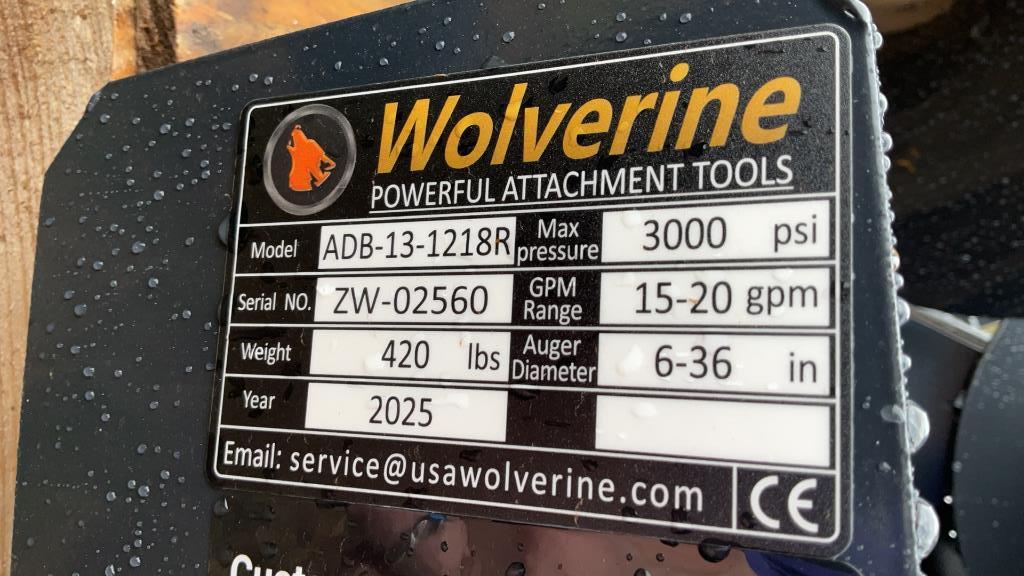 Wolverine
POWERFUL ATTACHMENT TOOLS
Model ADB-13-1218R Max pressure 3000 psi
Serial NO. ZW-02560 GPM Range 15-20 gpm
Weight 420 lbs Auger Diameter 6-36 in
Year 2025
Email: service@usawolverine.com CE